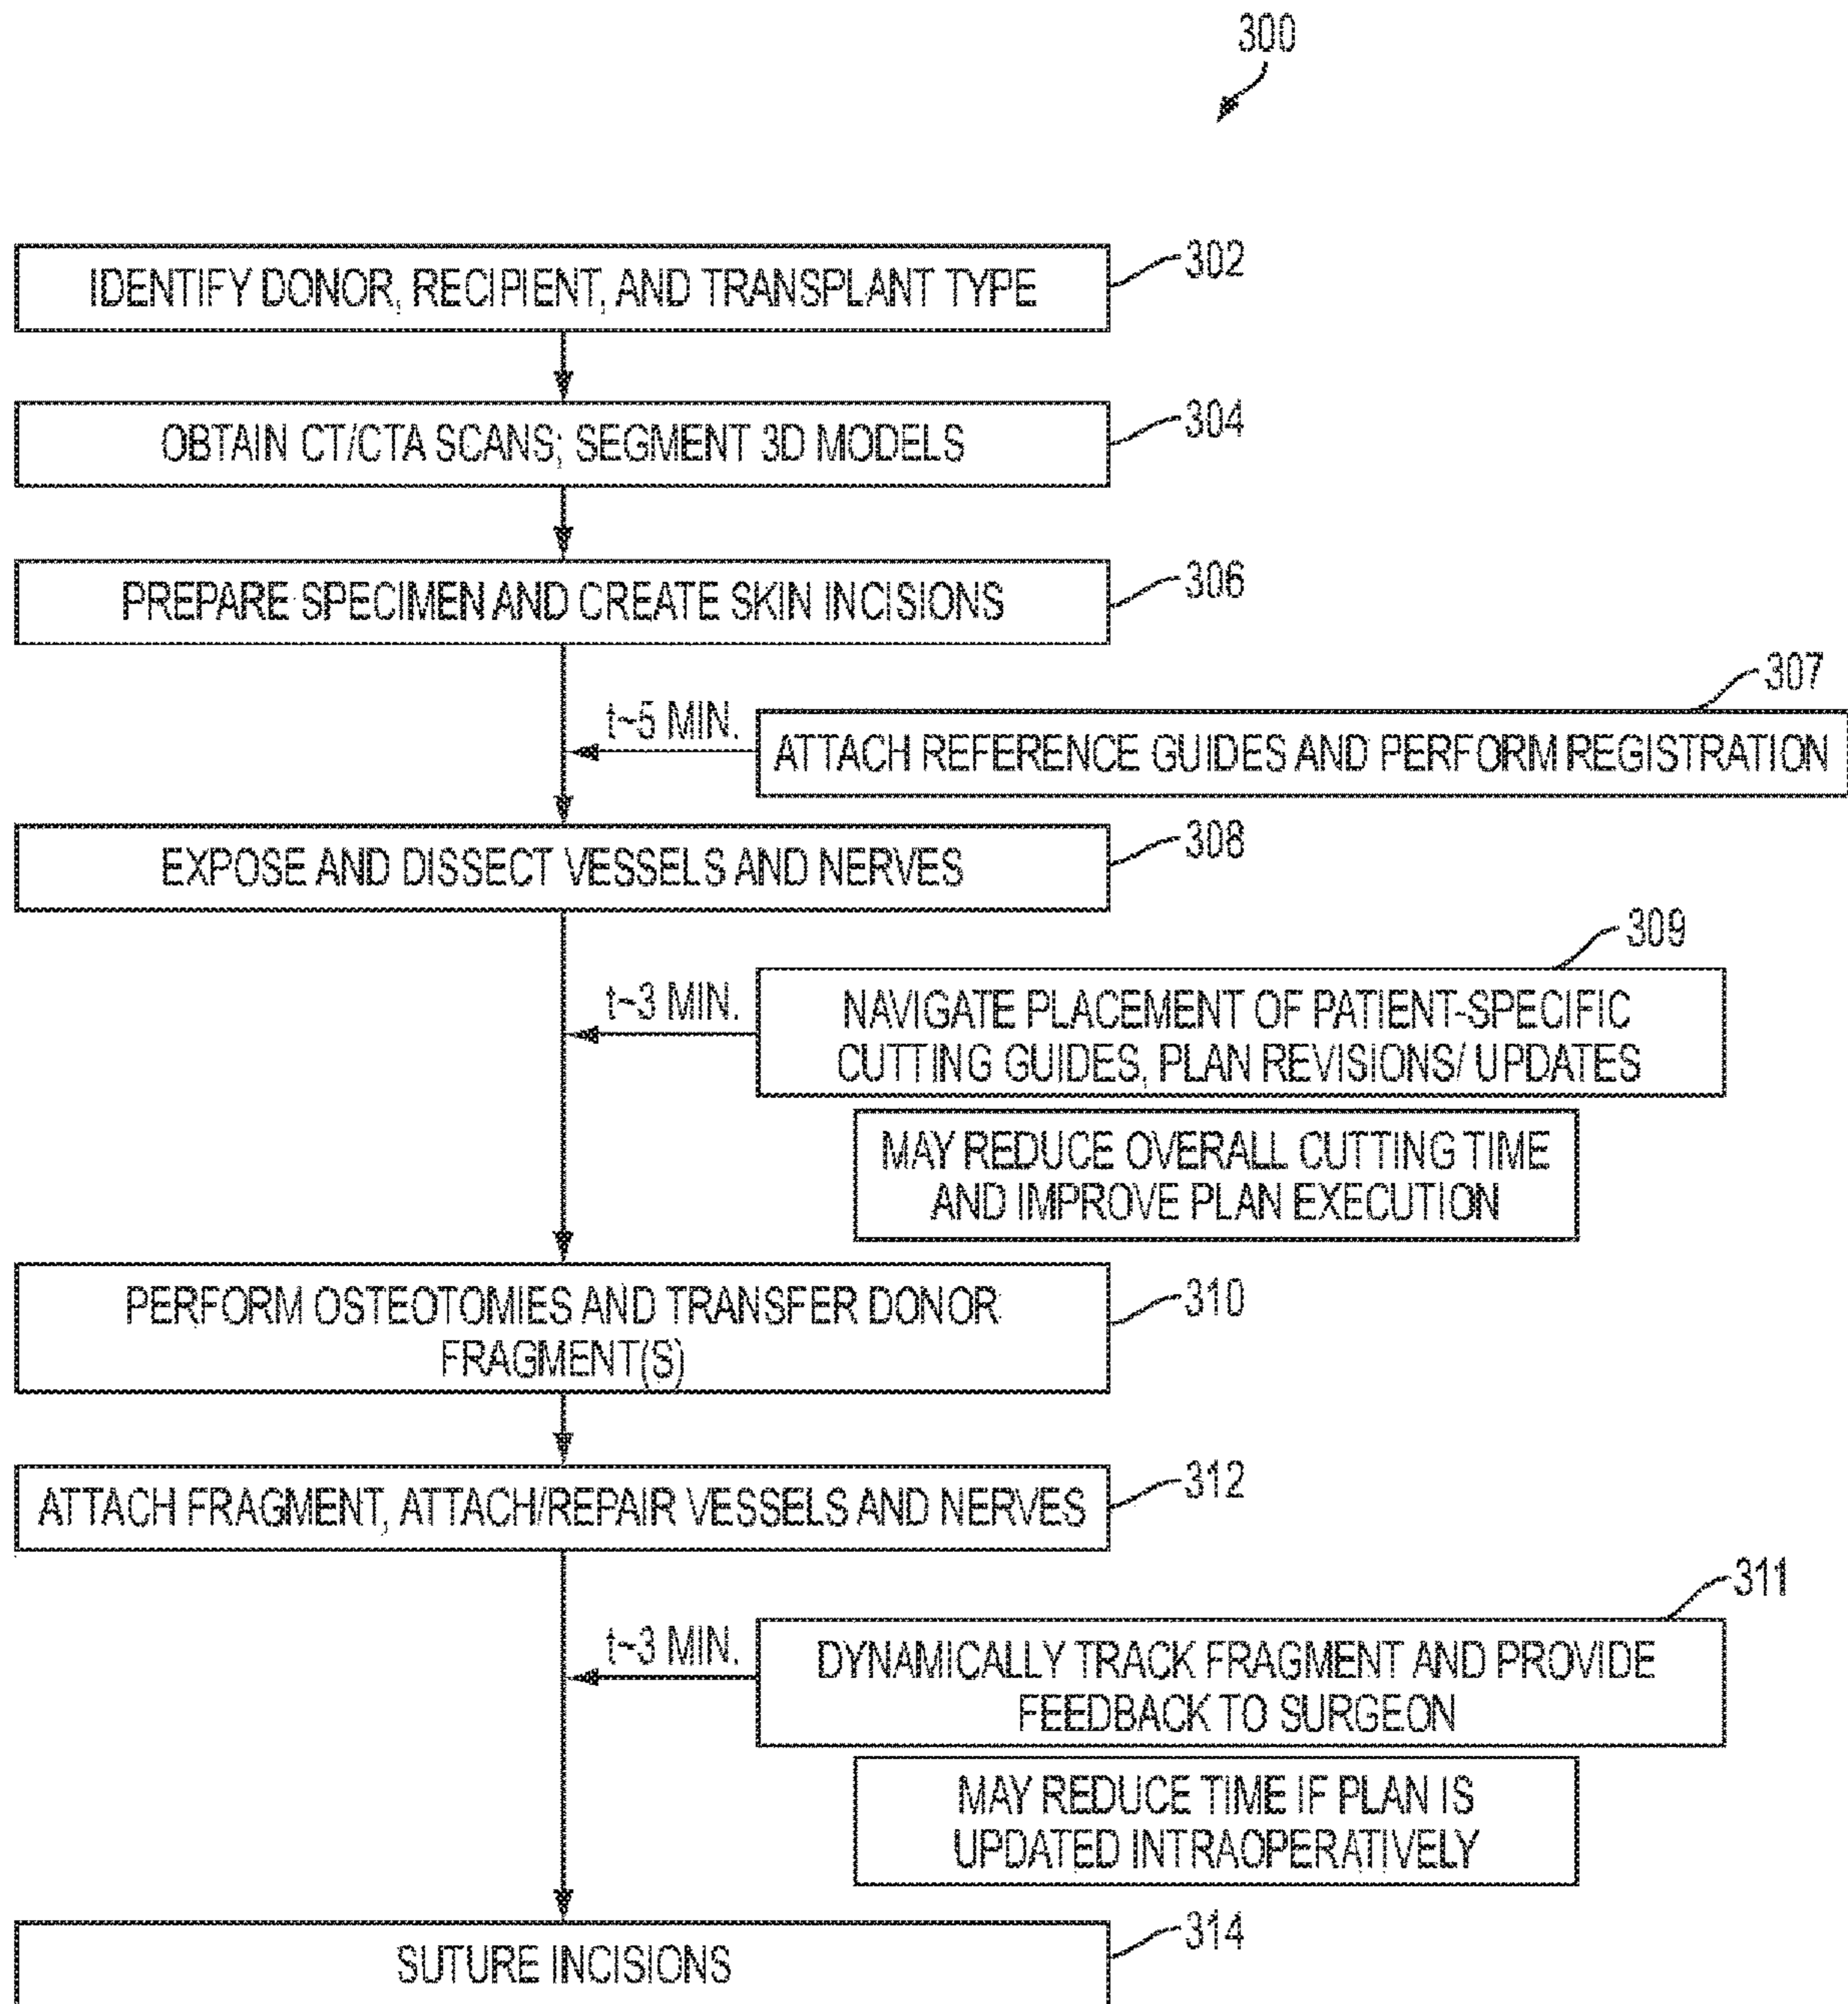 300
IDENTIFY DONOR, RECIPIENT, AND TRANSPLANT TYPE
302
OBTAIN CT/CTA SCANS; SEGMENT 3D MODELS
304
PREPARE SPECIMEN AND CREATE SKIN INCISIONS
306
t~5 MIN.
ATTACH REFERENCE GUIDES AND PERFORM REGISTRATION
307
EXPOSE AND DISSECT VESSELS AND NERVES
308
t~3 MIN.
NAVIGATE PLACEMENT OF PATIENT-SPECIFIC
CUTTING GUIDES, PLAN REVISIONS/ UPDATES
309
MAY REDUCE OVERALL CUTTING TIME
AND IMPROVE PLAN EXECUTION
PERFORM OSTEOTOMIES AND TRANSFER DONOR
FRAGMENT(S)
310
ATTACH FRAGMENT, ATTACH/REPAIR VESSELS AND NERVES
312
t~3 MIN.
DYNAMICALLY TRACK FRAGMENT AND PROVIDE
FEEDBACK TO SURGEON
311
MAY REDUCE TIME IF PLAN IS
UPDATED INTRAOPERATIVELY
SUTURE INCISIONS
314